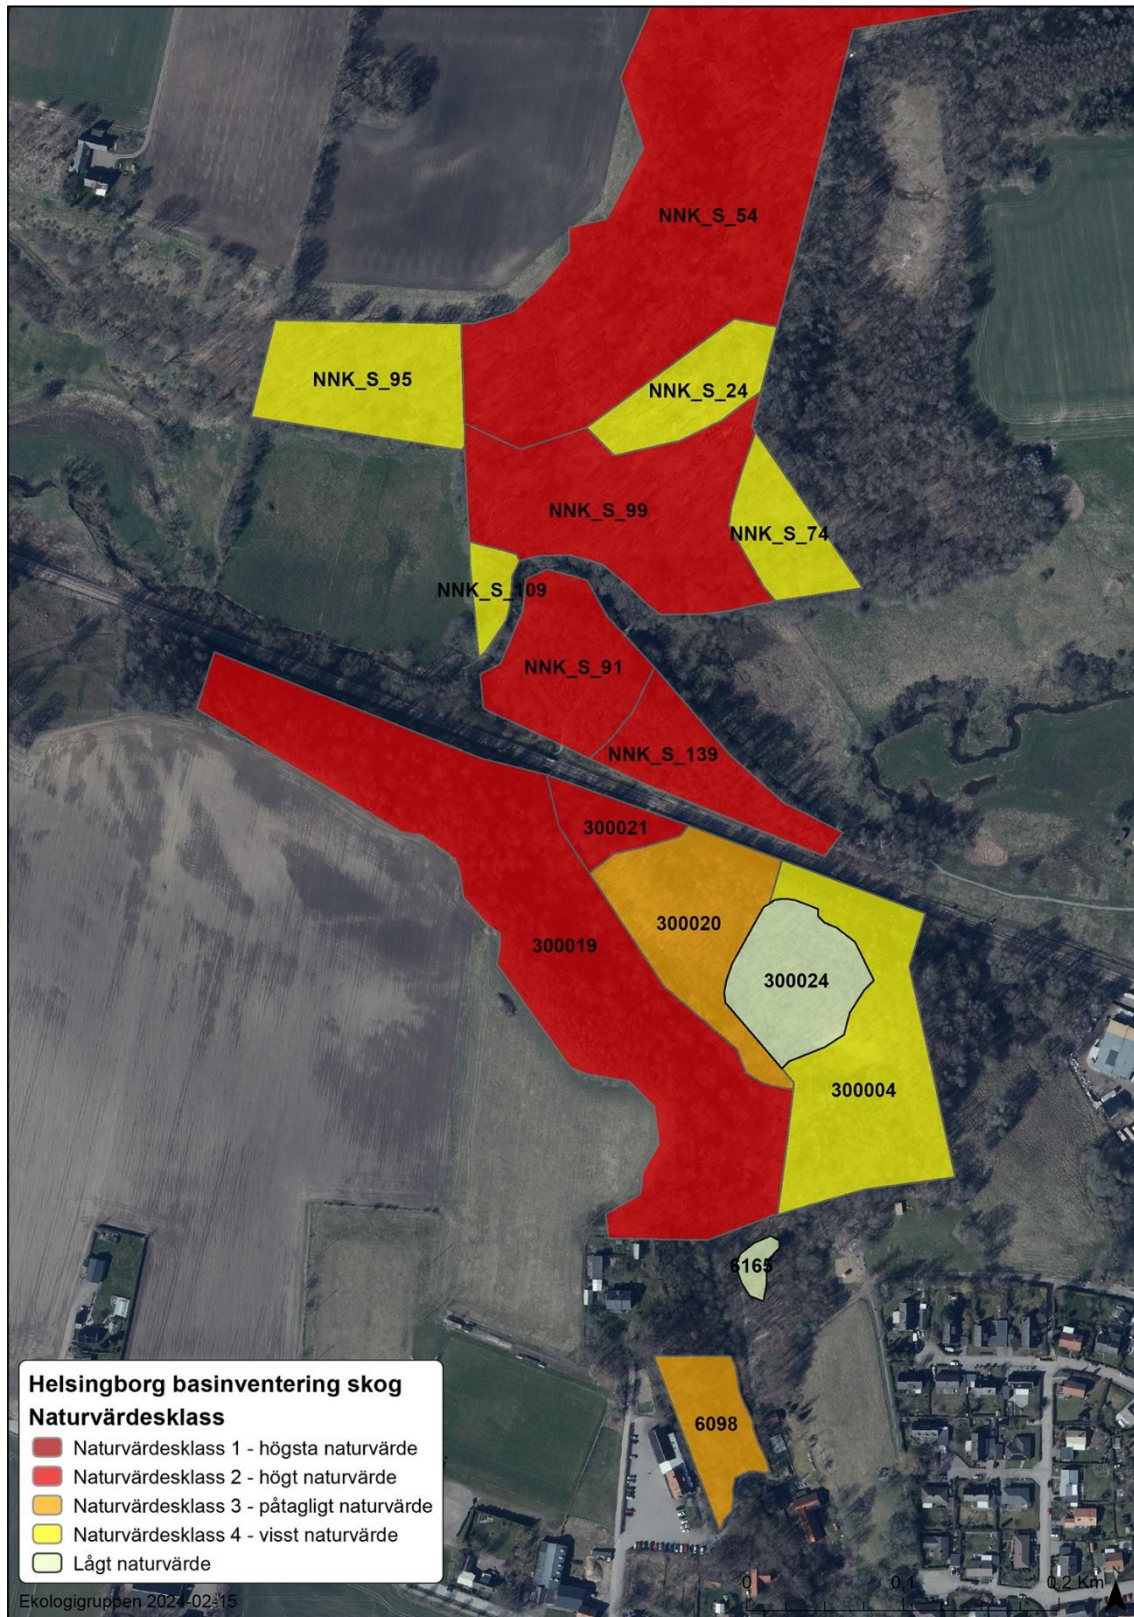 NNK_S_54
NNK_S_95
NNK_S_24
NNK_S_99
NNK_S_74
NNK_S_109
NNK_S_91
NNK_S_139
300021
300020
300019
300024
300004
6165
6098
Helsingborg basinventering skog
Naturvärdesklass
Naturvärdesklass 1 - högsta naturvärde
Naturvärdesklass 2 - högt naturvärde
Naturvärdesklass 3 - påtagligt naturvärde
Naturvärdesklass 4 - visst naturvärde
Lågt naturvärde
0 0,1 0,2 Km
N
Ekologigruppen 2024-02-15